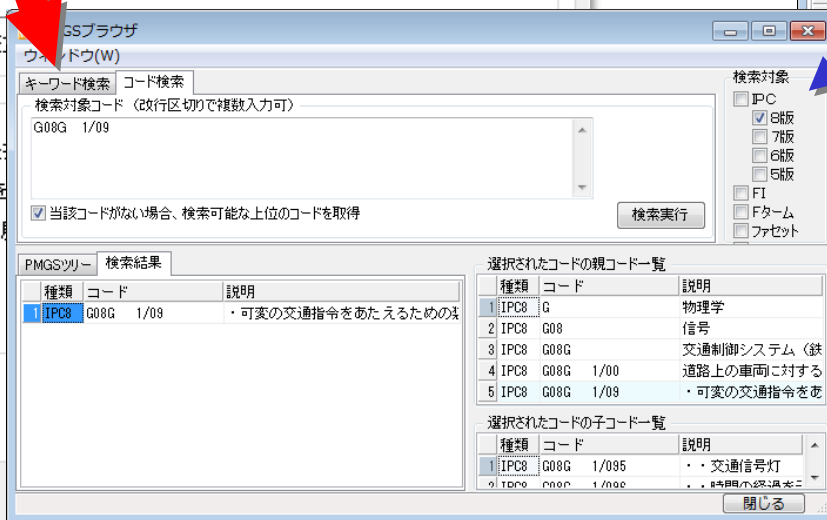 GSブラウザ
ウィンドウ(W)
キーワード検索 コード検索
検索対象コード (改行区切りで複数入力可)
G08G 1/09
当該コードがない場合、検索可能な上位のコードを取得
検索実行
検索対象
IPC
8版
7版
6版
5版
FI
Fターム
ファセット
PMGSツリー 検索結果
種類 コード 説明
1 IPC8 G08G 1/09 ・可変の交通指令をあたえるための
選択されたコードの親コード一覧
種類 コード 説明
1 IPC8 G 物理学
2 IPC8 G08 信号
3 IPC8 G08G 交通制御システム (鉄
4 IPC8 G08G 1/00 道路上の車両に対する
5 IPC8 G08G 1/09 ・可変の交通指令をあ
選択されたコードの子コード一覧
種類 コード 説明
1 IPC8 G08G 1/095 ・・交通信号灯
2 IPC8 G08G 1/096 ・・時間の経過を
閉じる